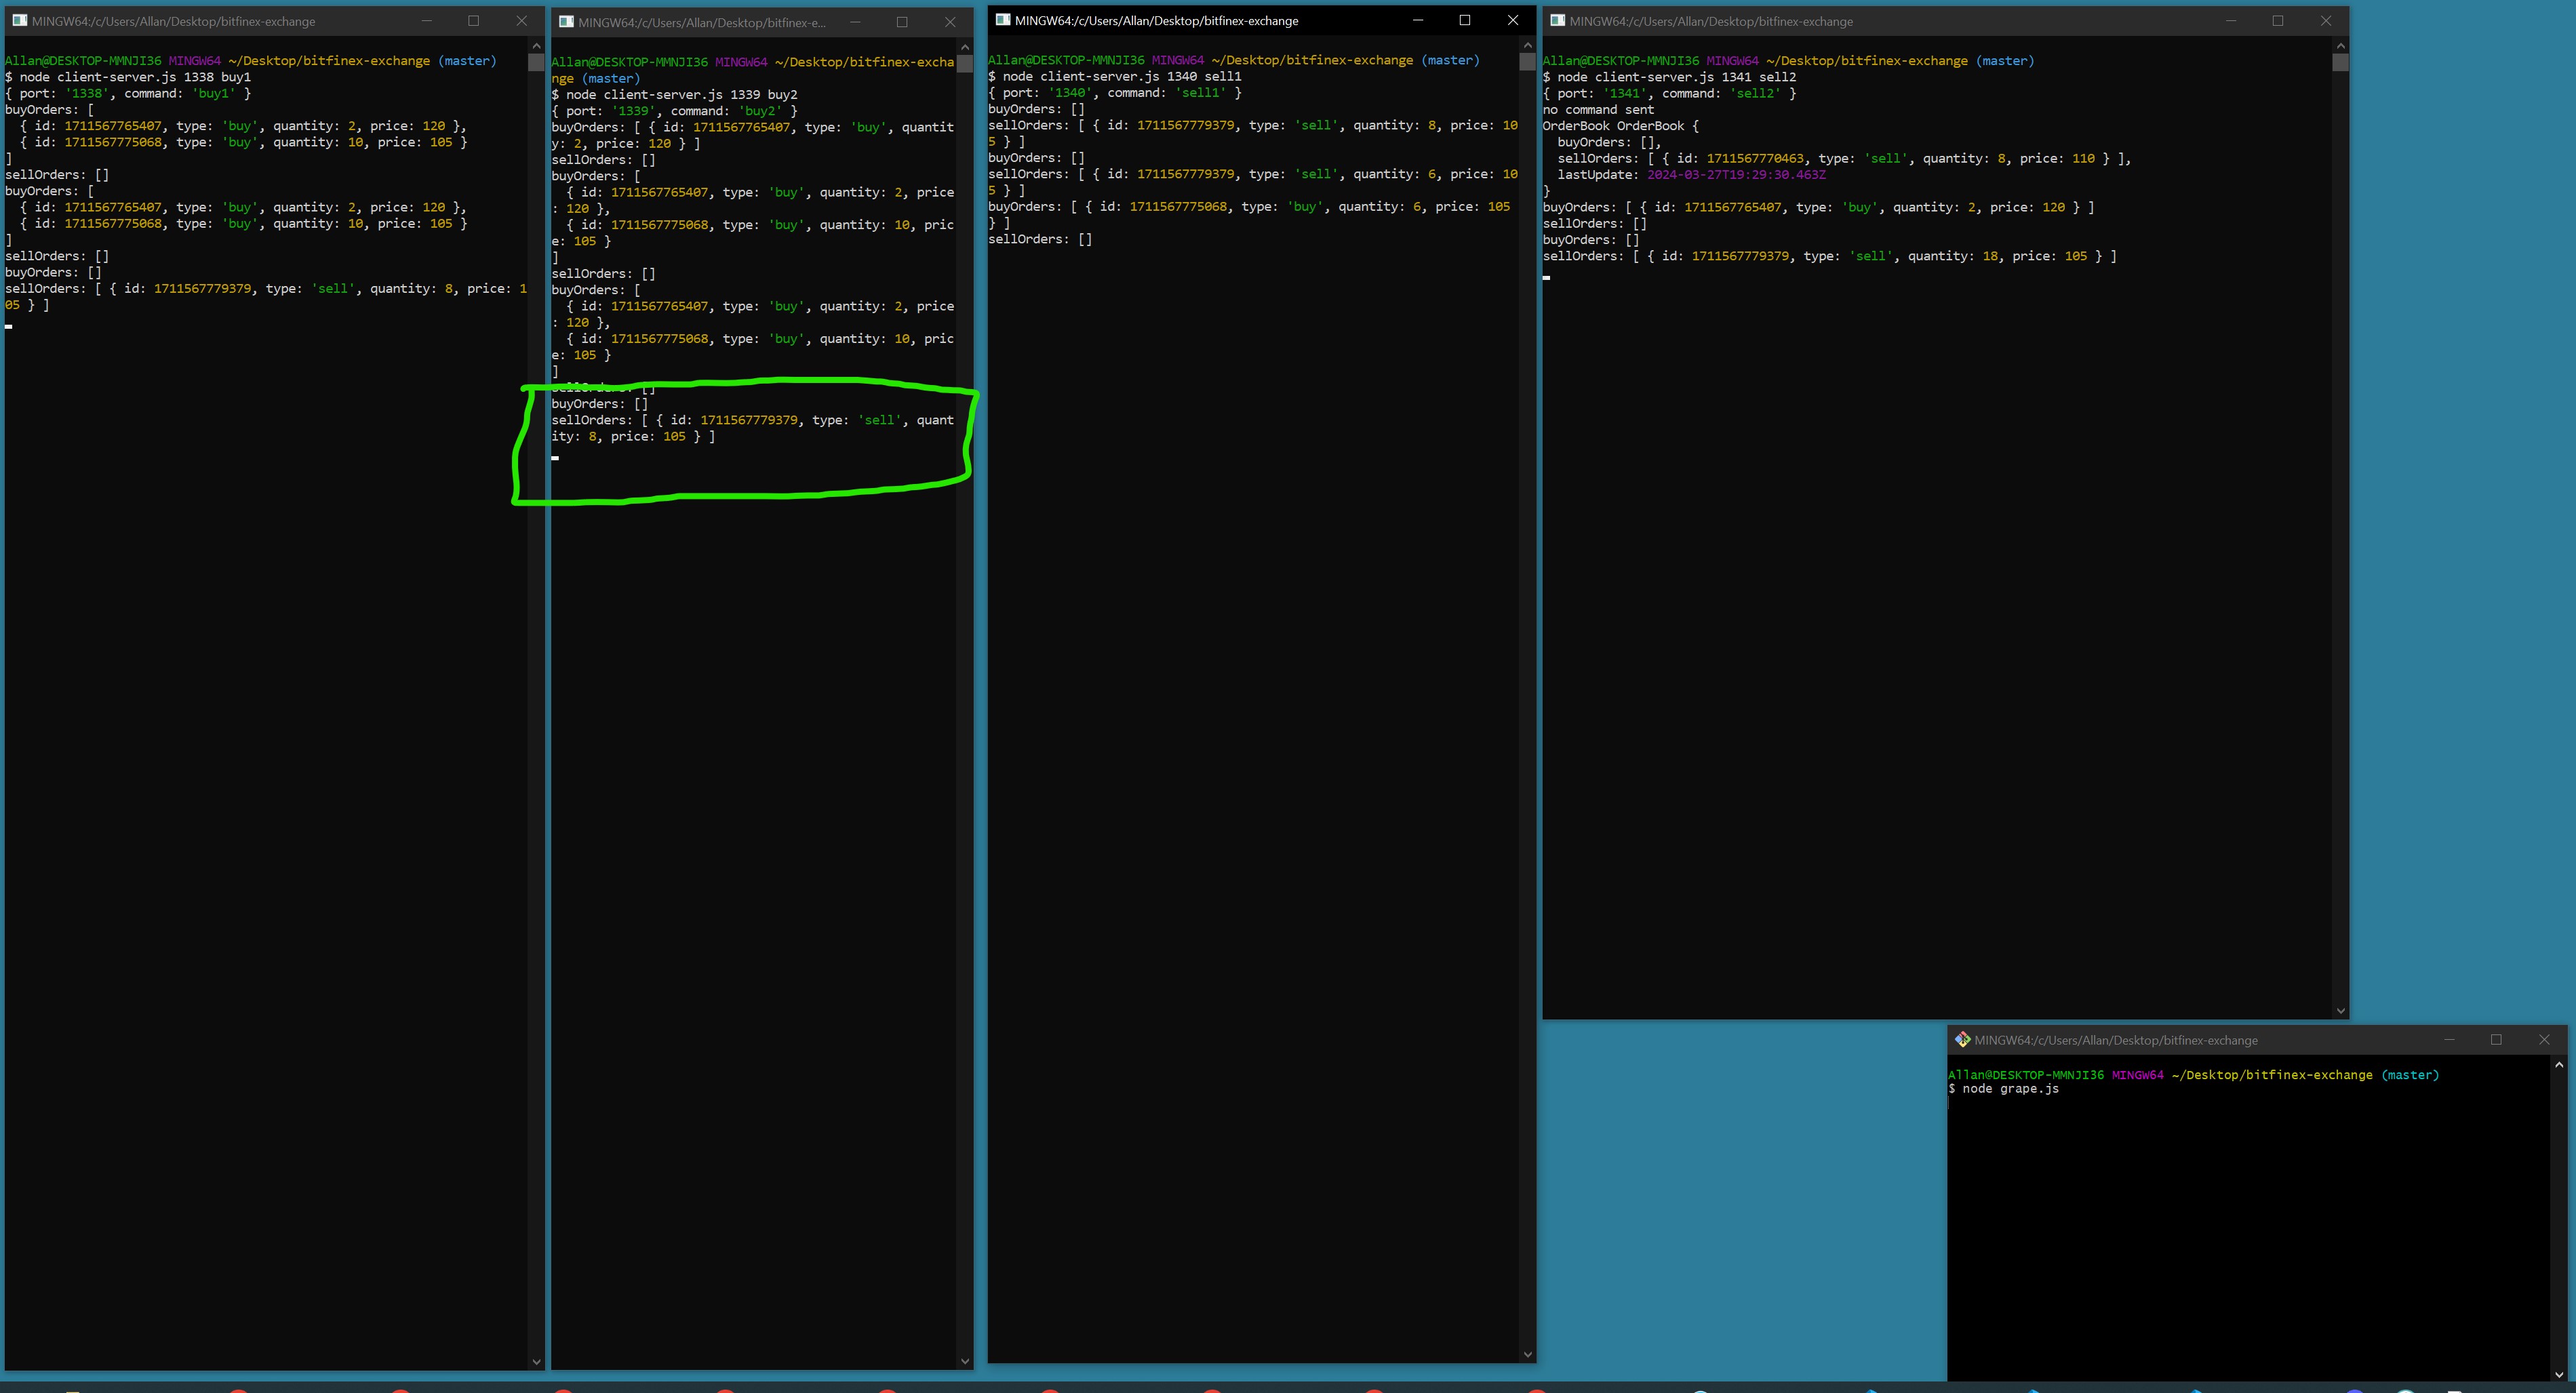 MINGW64:/c/Users/Allan/Desktop/bitfinex-exchange
Allan@DESKTOP-MMNJI36 MINGW64 ~/Desktop/bitfinex-exchange (master)
$ node client-server.js 1338 buy1
{ port: '1338', command: 'buy1' }
buyOrders: [
  { id: 1711567765407, type: 'buy', quantity: 2, price: 120 },
  { id: 1711567775068, type: 'buy', quantity: 10, price: 105 }
]
sellOrders: []
buyOrders: [
  { id: 1711567765407, type: 'buy', quantity: 2, price: 120 },
  { id: 1711567775068, type: 'buy', quantity: 10, price: 105 }
]
sellOrders: []
buyOrders: []
sellOrders: [ { id: 1711567779379, type: 'sell', quantity: 8, price: 1
05 } ]
MINGW64:/c/Users/Allan/Desktop/bitfinex-e...
Allan@DESKTOP-MMNJI36 MINGW64 ~/Desktop/bitfinex-excha
nge (master)
$ node client-server.js 1339 buy2
{ port: '1339', command: 'buy2' }
buyOrders: [ { id: 1711567765407, type: 'buy', quantit
y: 2, price: 120 } ]
sellOrders: []
buyOrders: [
  { id: 1711567765407, type: 'buy', quantity: 2, price
: 120 },
  { id: 1711567775068, type: 'buy', quantity: 10, pric
e: 105 }
]
sellOrders: []
buyOrders: [
  { id: 1711567765407, type: 'buy', quantity: 2, price
: 120 },
  { id: 1711567775068, type: 'buy', quantity: 10, pric
e: 105 }
]
sellOrders: []
buyOrders: []
sellOrders: [ { id: 1711567779379, type: 'sell', quant
ity: 8, price: 105 } ]
MINGW64:/c/Users/Allan/Desktop/bitfinex-exchange
Allan@DESKTOP-MMNJI36 MINGW64 ~/Desktop/bitfinex-exchange (master)
$ node client-server.js 1340 sell1
{ port: '1340', command: 'sell1' }
buyOrders: []
sellOrders: [ { id: 1711567779379, type: 'sell', quantity: 8, price: 10
5 } ]
buyOrders: []
sellOrders: [ { id: 1711567779379, type: 'sell', quantity: 6, price: 10
5 } ]
buyOrders: [ { id: 1711567775068, type: 'buy', quantity: 6, price: 105
} ]
sellOrders: []
MINGW64:/c/Users/Allan/Desktop/bitfinex-exchange
Allan@DESKTOP-MMNJI36 MINGW64 ~/Desktop/bitfinex-exchange (master)
$ node client-server.js 1341 sell2
{ port: '1341', command: 'sell2' }
no command sent
OrderBook OrderBook {
  buyOrders: [],
  sellOrders: [ { id: 1711567770463, type: 'sell', quantity: 8, price: 110 } ],
  lastUpdate: 2024-03-27T19:29:30.463Z
}
buyOrders: [ { id: 1711567765407, type: 'buy', quantity: 2, price: 120 } ]
sellOrders: []
buyOrders: []
sellOrders: [ { id: 1711567779379, type: 'sell', quantity: 18, price: 105 } ]
MINGW64:/c/Users/Allan/Desktop/bitfinex-exchange
Allan@DESKTOP-MMNJI36 MINGW64 ~/Desktop/bitfinex-exchange (master)
$ node grape.js